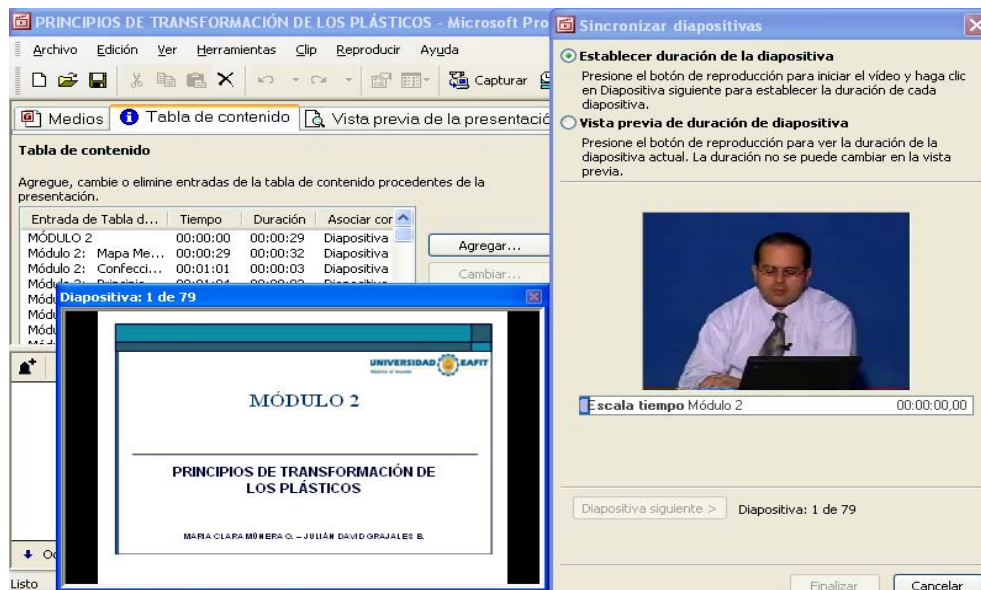 PRINCIPIOS DE TRANSFORMACIÓN DE LOS PLÁSTICOS - Microsoft Pro
Archivo Edición Ver Herramientas Clip Reproducir Ayuda
Capturar
Medios Tabla de contenido Vista previa de la presentació
Tabla de contenido
Agregue, cambie o elimine entradas de la tabla de contenido procedentes de la
presentación.
Entrada de Tabla d... Tiempo Duración Asociar cor
MÓDULO 2 00:00:00 00:00:29 Diapositiva
Módulo 2: Mapa Me... 00:00:29 00:00:32 Diapositiva
Módulo 2: Confecci... 00:01:01 00:00:03 Diapositiva
Agregar...
Cambiar...
Diapositiva: 1 de 79
UNIVERSIDAD EAFIT
MÓDULO 2
PRINCIPIOS DE TRANSFORMACIÓN DE
LOS PLÁSTICOS
MARIA CLARA MÚNERA O. – JULIÁN DAVID GRAJALES B.
Listo
Sincronizar diapositivas
Establecer duración de la diapositiva
Presione el botón de reproducción para iniciar el vídeo y haga clic
en Diapositiva siguiente para establecer la duración de cada
diapositiva.
Vista previa de duración de diapositiva
Presione el botón de reproducción para ver la duración de la
diapositiva actual. La duración no se puede cambiar en la vista
previa.
Escala tiempo Módulo 2 00:00:00,00
Diapositiva siguiente > Diapositiva: 1 de 79
Finalizar Cancelar